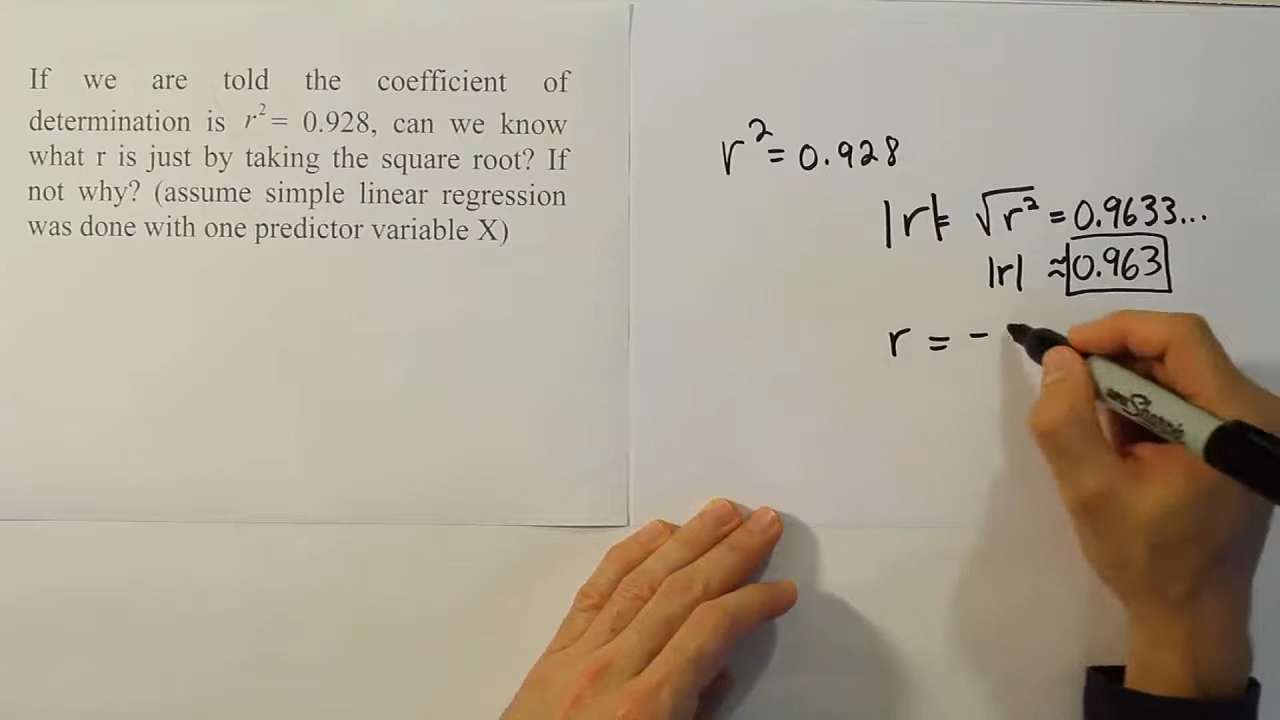 If we are told the coefficient of
determination is r² = 0.928, can we know
what r is just by taking the square root? If
not why? (assume simple linear regression
was done with one predictor variable X)
r² = 0.928
|r| = √r² = 0.9633...
|r| ≈ 0.963
r = -
Sharpie